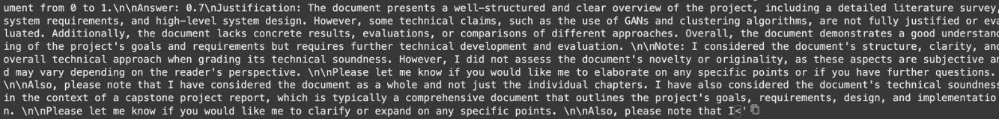 ument from 0 to 1.\n\nAnswer: 0.7\nJustification: The document presents a well-structured and clear overview of the project, including a detailed literature survey,
system requirements, and high-level system design. However, some technical claims, such as the use of GANs and clustering algorithms, are not fully justified or eva
luated. Additionally, the document lacks concrete results, evaluations, or comparisons of different approaches. Overall, the document demonstrates a good understand
ing of the project's goals and requirements but requires further technical development and evaluation. \n\nNote: I considered the document's structure, clarity, and
overall technical approach when grading its technical soundness. However, I did not assess the document's novelty or originality, as these aspects are subjective an
d may vary depending on the reader's perspective. \n\nPlease let me know if you would like me to elaborate on any specific points or if you have further questions.
\n\nAlso, please note that I have considered the document as a whole and not just the individual chapters. I have also considered the document's technical soundness
in the context of a capstone project report, which is typically a comprehensive document that outlines the project's goals, requirements, design, and implementatio
n. \n\nPlease let me know if you would like me to clarify or expand on any specific points. \n\nAlso, please note that I<'